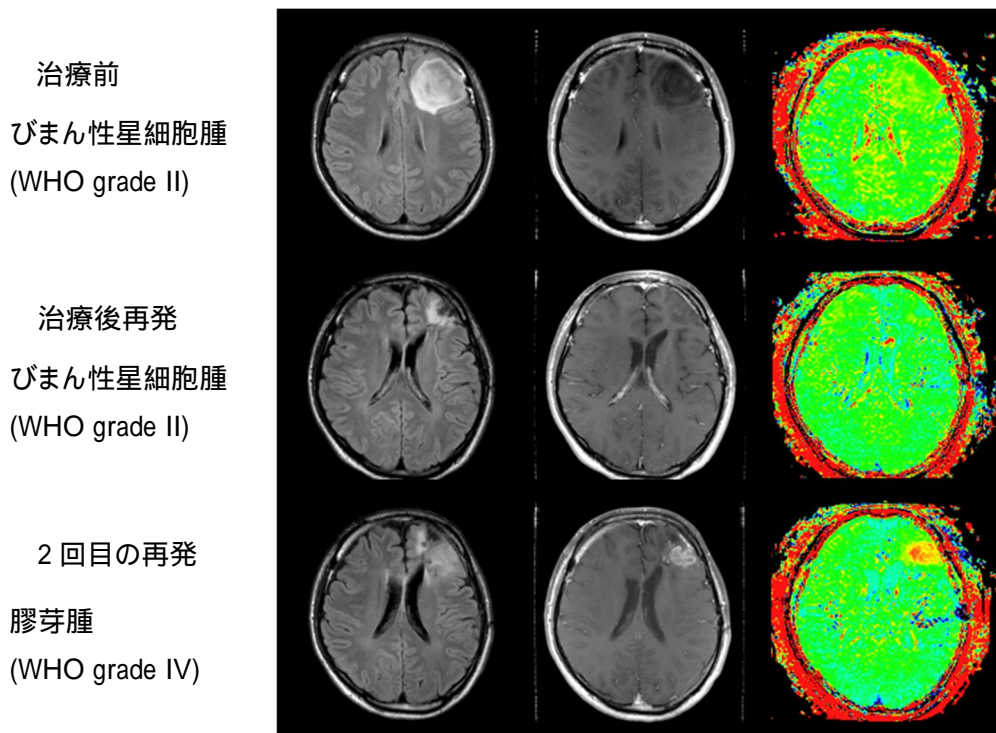 治療前
びまん性星細胞腫
(WHO grade II)
治療後再発
びまん性星細胞腫
(WHO grade II)
2 回目の再発
膠芽腫
(WHO grade IV)